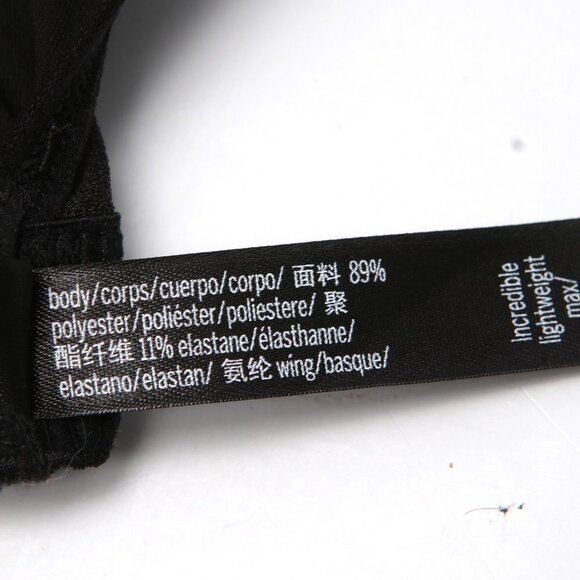 body/corps/cuerpo/corpo/ 面料 89%
polyester/poliéster/poliestere/ 聚
酯纤维 11% elastane/élasthanne/
elastano/elastan/ 氨纶 wing/basque/
Incredible
lightweight
max/